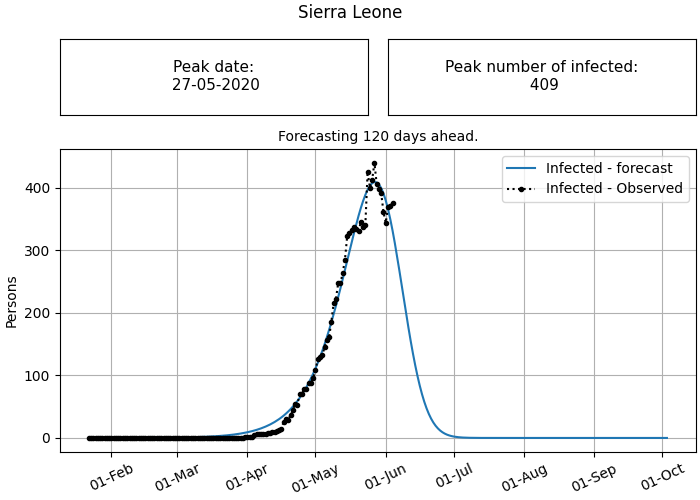 Sierra Leone
Peak date:
27-05-2020
Peak number of infected:
409
Forecasting 120 days ahead.
Infected - forecast
Infected - Observed
Persons
400
300
200
100
0
01-Feb
01-Mar
01-Apr
01-May
01-Jun
01-Jul
01-Aug
01-Sep
01-Oct